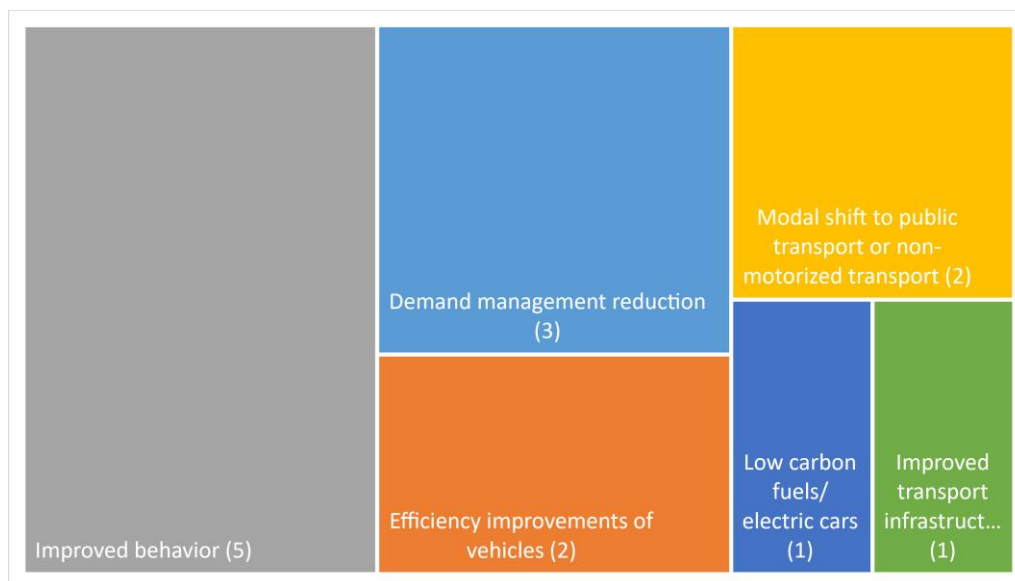 Improved behavior (5)
Demand management reduction
(3)
Efficiency improvements of
vehicles (2)
Modal shift to public
transport or non-
motorized transport (2)
Low carbon
fuels/
electric cars
(1)
Improved
transport
infrastruct...
(1)